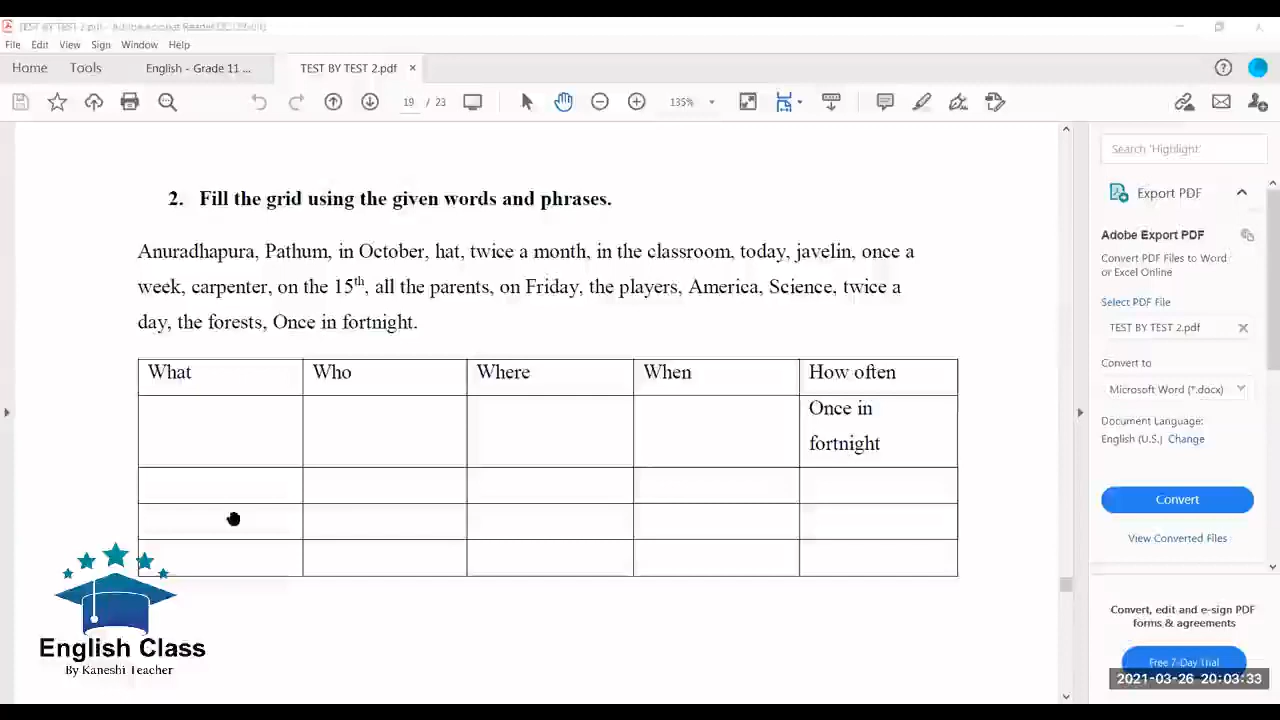 File Edit View Sign Window Help
Home Tools English - Grade 11 ... TEST BY TEST 2.pdf ×
19 / 23 135%
2. Fill the grid using the given words and phrases.
Anuradhapura, Pathum, in October, hat, twice a month, in the classroom, today, javelin, once a
week, carpenter, on the 15th, all the parents, on Friday, the players, America, Science, twice a
day, the forests, Once in fortnight.
What Who Where When How often
Once in
fortnight
English Class
By Kaneshi Teacher
Search 'Highlight'
Export PDF
Adobe Export PDF
Convert PDF Files to Word
or Excel Online
Select PDF File
TEST BY TEST 2.pdf
Convert to
Microsoft Word (*.docx)
Document Language:
English (U.S.) Change
Convert
View Converted Files
Convert, edit and e-sign PDF
forms & agreements
Free 7-Day Trial
2021-03-26 20:03:33